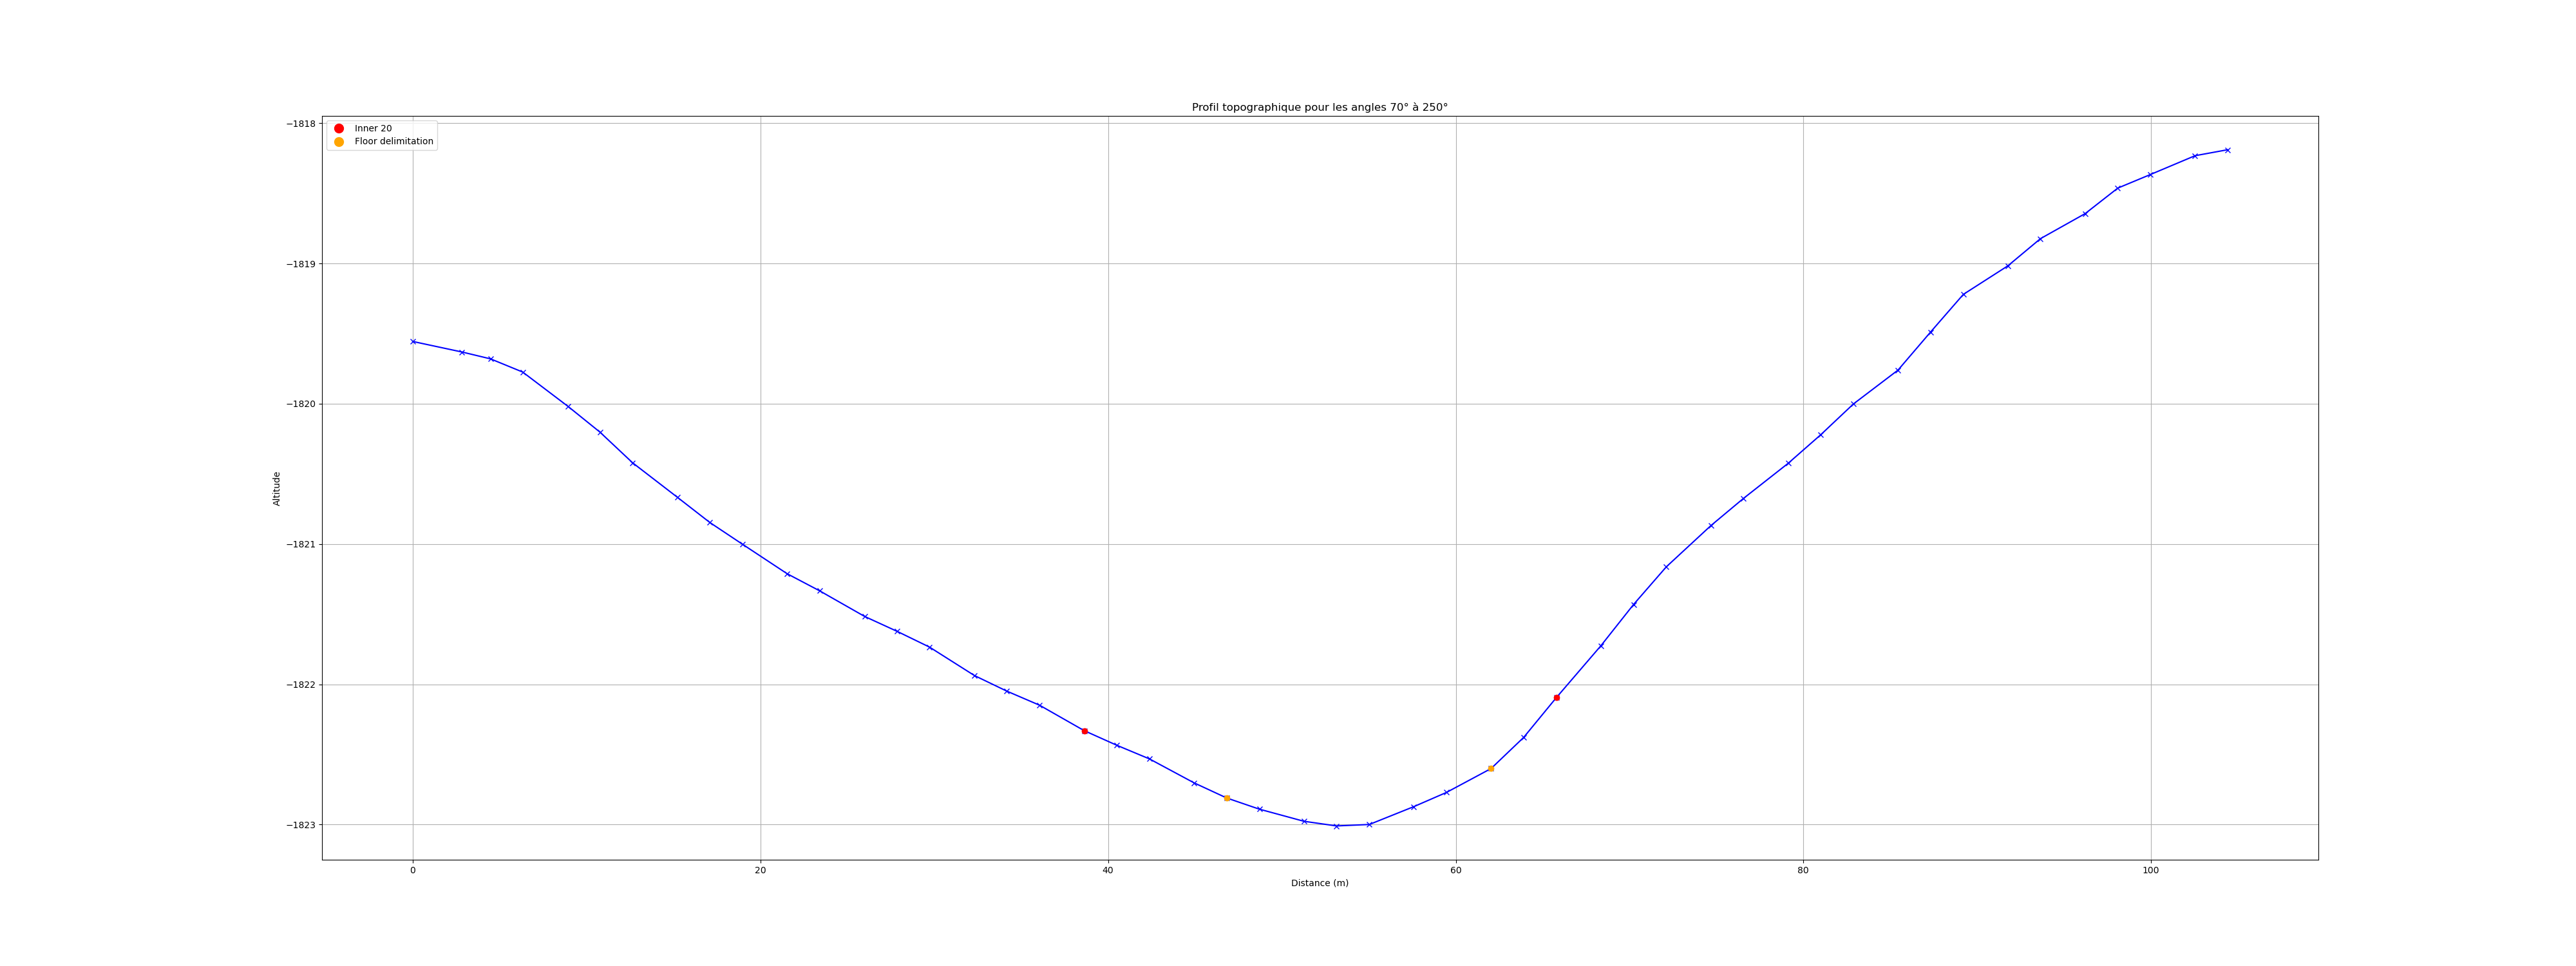 Profil topographique pour les angles 70° à 250°
Inner 20
Floor delimitation
−1818
−1819
−1820
−1821
−1822
−1823
Altitude
0 20 40 60 80 100
Distance (m)